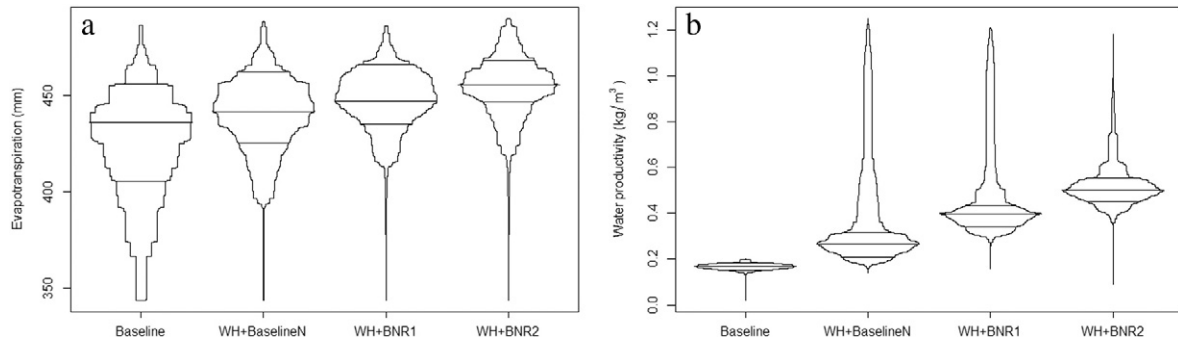 a
Evapotranspiration (mm)
450
400
350
Baseline
WH+BaselineN
WH+BNR1
WH+BNR2
b
Water productivity (kg/m³)
1.2
1.0
0.8
0.6
0.4
0.2
0.0
Baseline
WH+BaselineN
WH+BNR1
WH+BNR2